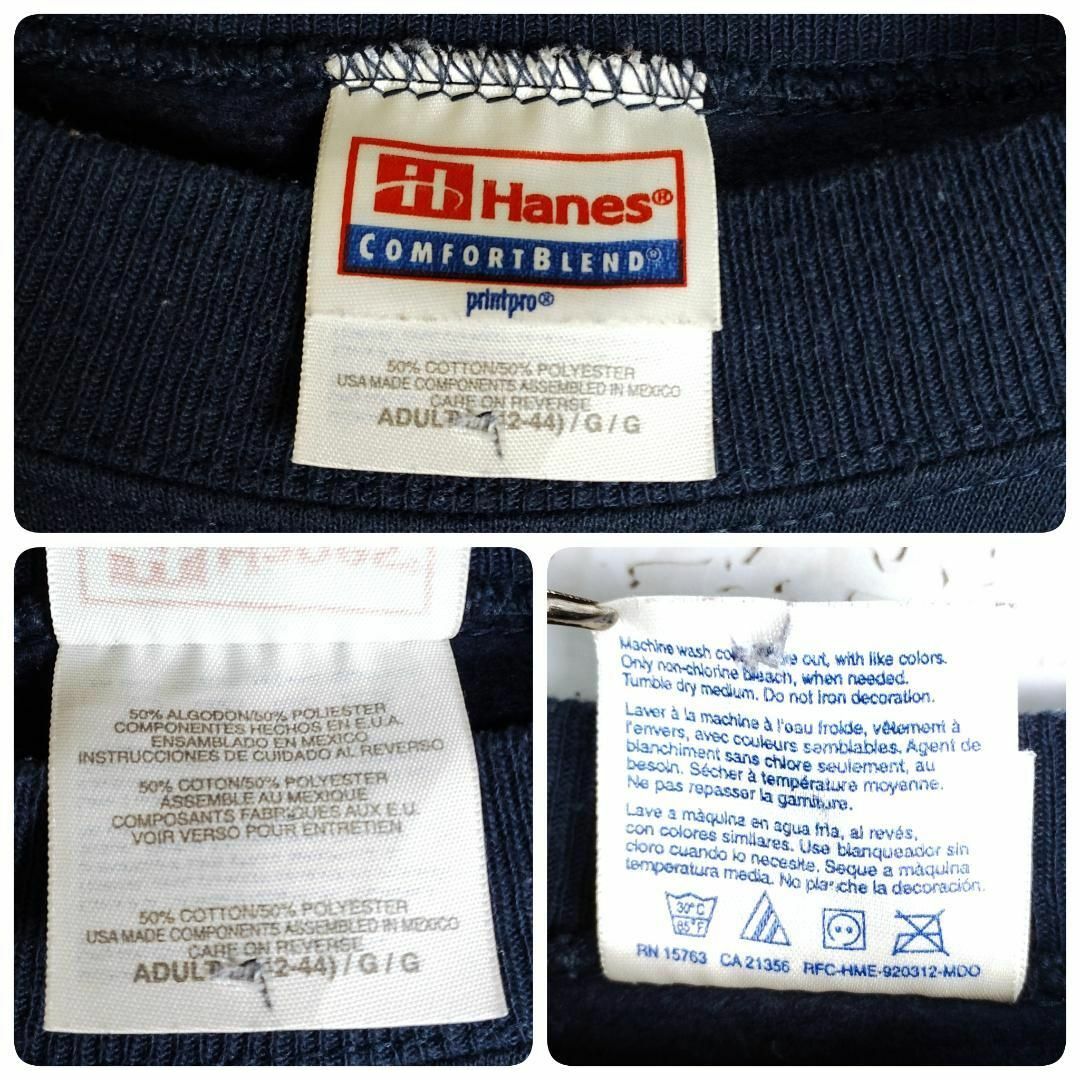 Hanes®
COMFORTBLEND®
printpro®
50% COTTON/50% POLYESTER
USA MADE COMPONENTS ASSEMBLED IN MEXICO
CARE ON REVERSE
ADULT 42-44) / G / G
50% ALGODON/50% POLIESTER
COMPONENTES HECHOS EN E.U.A.
ENSAMBLADO EN MEXICO
INSTRUCCIONES DE CUIDADO AL REVERSO
50% COTON/50% POLYESTER
ASSEMBLE AU MEXIQUE
COMPOSANTS FABRIQUES AUX E.U.
VOIR VERSO POUR ENTRETIEN
50% COTTON/50% POLYESTER
USA MADE COMPONENTS ASSEMBLED IN MEXICO
CARE ON REVERSE
ADULT 42-44) / G / G
Machine wash out, with like colors.
Only non-chlorine bleach, when needed.
Tumble dry medium. Do not iron decoration.
Laver à la machine à l'eau froide, vêtement à
l'envers, avec couleurs semblables. Agent de
blanchiment sans chlore seulement, au
besoin. Sécher à température moyenne.
Ne pas repasser la garniture.
Lave a màquina en agua fría, al revés,
con colores similares. Use blanqueador sin
cloro cuando lo necesite. Seque a màquina
temperatura media. No planche la decoración.
30°C
85°F
RN 15763 CA 21356 RFC-HME-920312-MDO